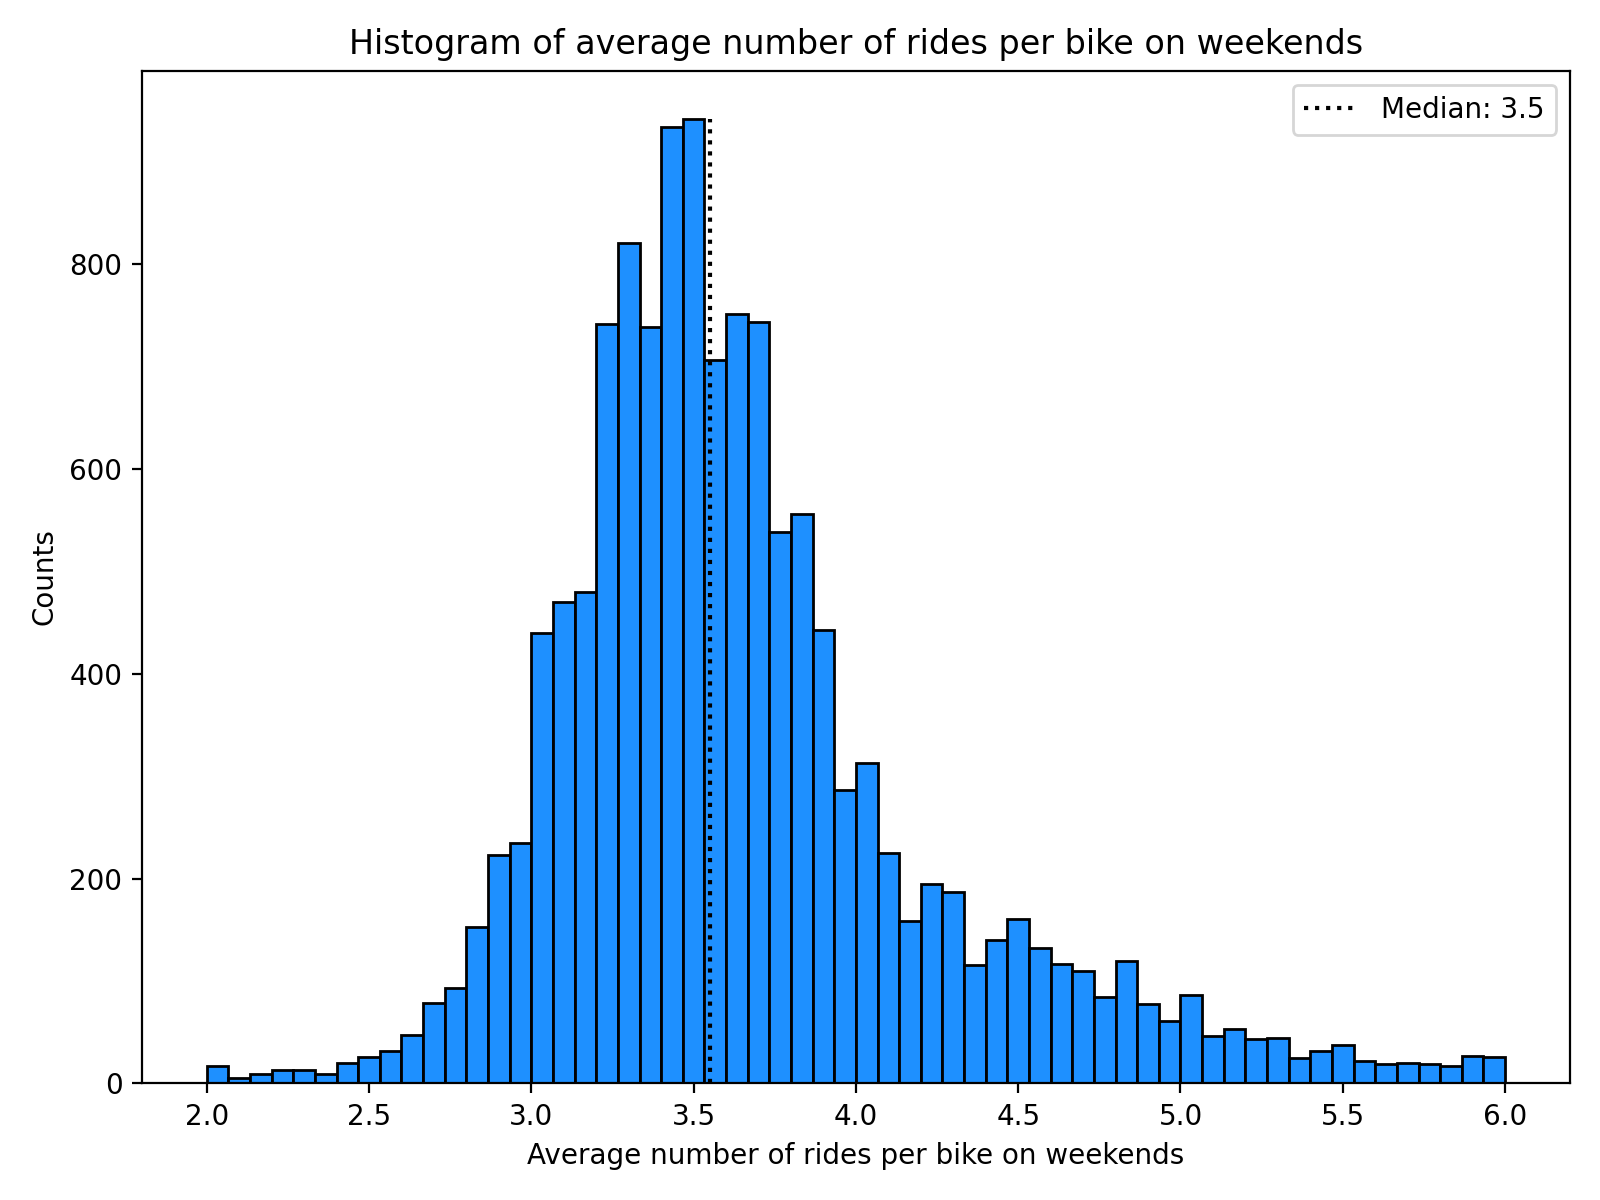 Histogram of average number of rides per bike on weekends
Median: 3.5
800
600
400
200
0
Counts
2.0 2.5 3.0 3.5 4.0 4.5 5.0 5.5 6.0
Average number of rides per bike on weekends